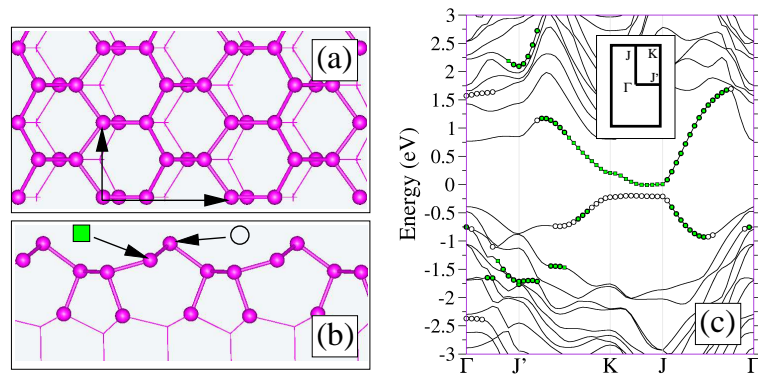 (a)
(b)
Energy (eV)
3
2.5
2
1.5
1
0.5
0
-0.5
-1
-1.5
-2
-2.5
-3
J K
Γ J'
(c)
Γ J' K J Γ